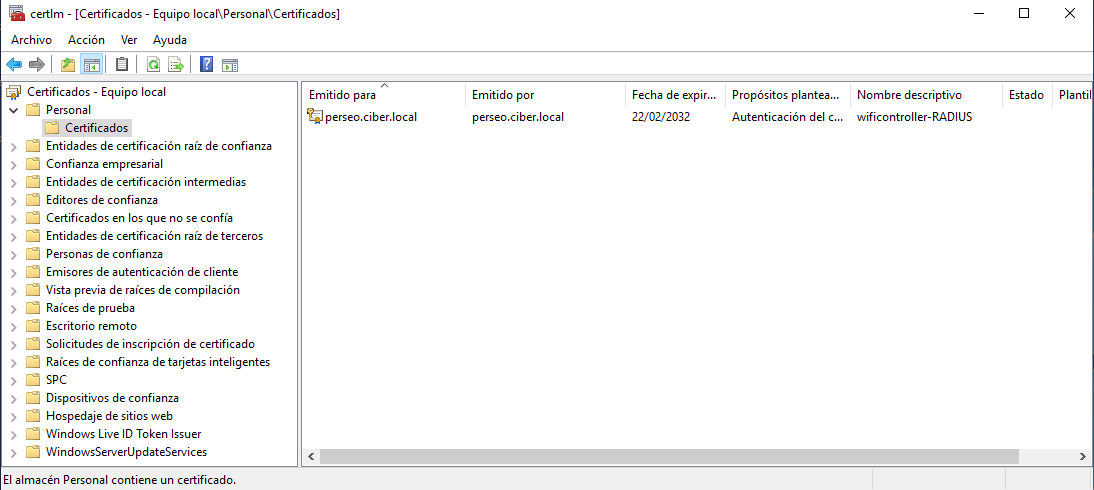 certlm - [Certificados - Equipo local\Personal\Certificados]
Archivo Acción Ver Ayuda
Certificados - Equipo local
Personal
Certificados
Entidades de certificación raíz de confianza
Confianza empresarial
Entidades de certificación intermedias
Editores de confianza
Certificados en los que no se confía
Entidades de certificación raíz de terceros
Personas de confianza
Emisores de autenticación de cliente
Vista previa de raíces de compilación
Raíces de prueba
Escritorio remoto
Solicitudes de inscripción de certificado
Raíces de confianza de tarjetas inteligentes
SPC
Dispositivos de confianza
Hospedaje de sitios web
Windows Live ID Token Issuer
WindowsServerUpdateServices
Emitido para Emitido por Fecha de expir... Propósitos plantea... Nombre descriptivo Estado Plantil
perseo.ciber.local perseo.ciber.local 22/02/2032 Autenticación del c... wificontroller-RADIUS
El almacén Personal contiene un certificado.